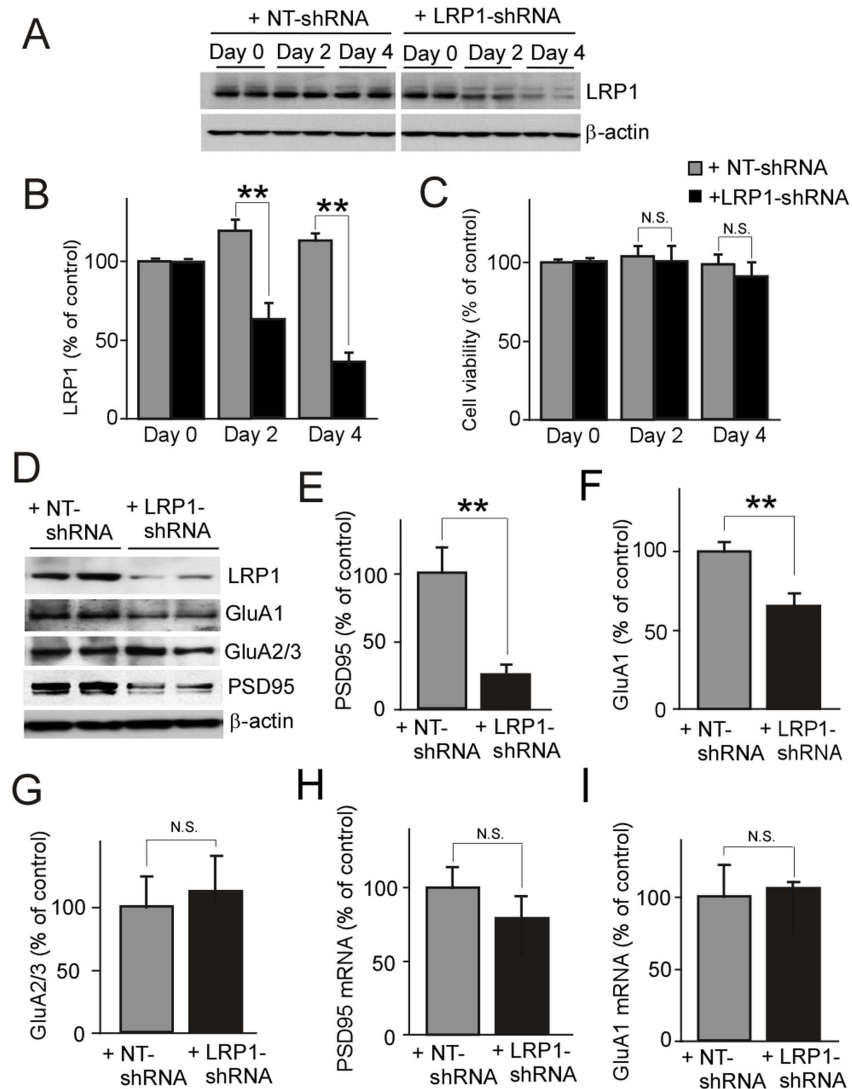 A
+ NT-shRNA + LRP1-shRNA
Day 0 Day 2 Day 4 Day 0 Day 2 Day 4
LRP1
β-actin
+ NT-shRNA
+LRP1-shRNA
B
LRP1 (% of control)
100
50
0
** **
Day 0 Day 2 Day 4
C
Cell viability (% of control)
100
50
0
N.S. N.S.
Day 0 Day 2 Day 4
D
+ NT- + LRP1-
shRNA shRNA
LRP1
GluA1
GluA2/3
PSD95
β-actin
E
PSD95 (% of control)
100
50
0
**
+ NT- + LRP1-
shRNA shRNA
F
GluA1 (% of control)
100
50
0
**
+ NT- + LRP1-
shRNA shRNA
G
GluA2/3 (% of control)
100
50
0
N.S.
+ NT- + LRP1-
shRNA shRNA
H
PSD95 mRNA (% of control)
100
50
0
N.S.
+ NT- + LRP1-
shRNA shRNA
I
GluA1 mRNA (% of control)
100
50
0
N.S.
+ NT- + LRP1-
shRNA shRNA